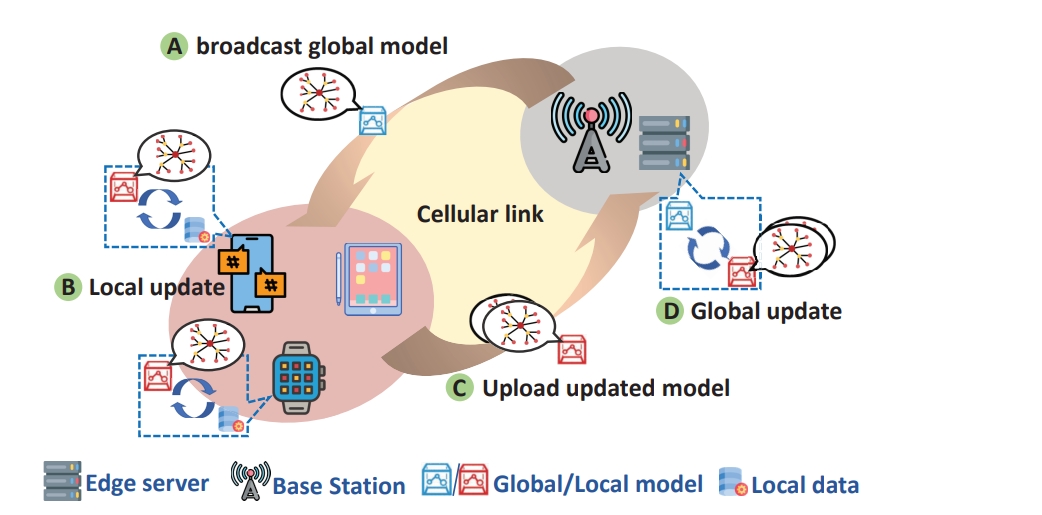 A broadcast global model
Cellular link
B Local update
#
#
D Global update
C Upload updated model
Edge server
Base Station
Global/Local model
Local data